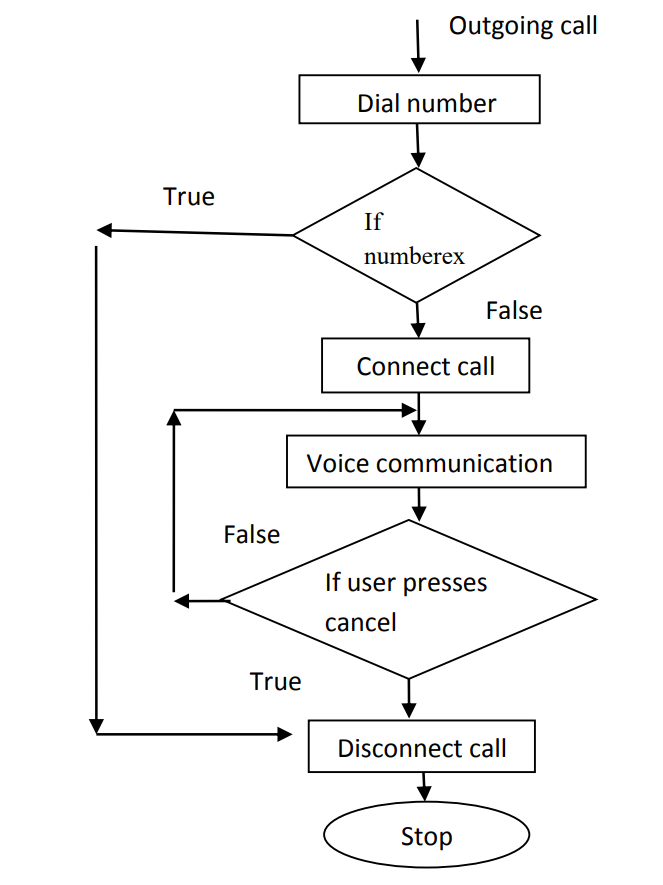 Outgoing call
Dial number
True
If
numberex
False
Connect call
Voice communication
False
If user presses
cancel
True
Disconnect call
Stop